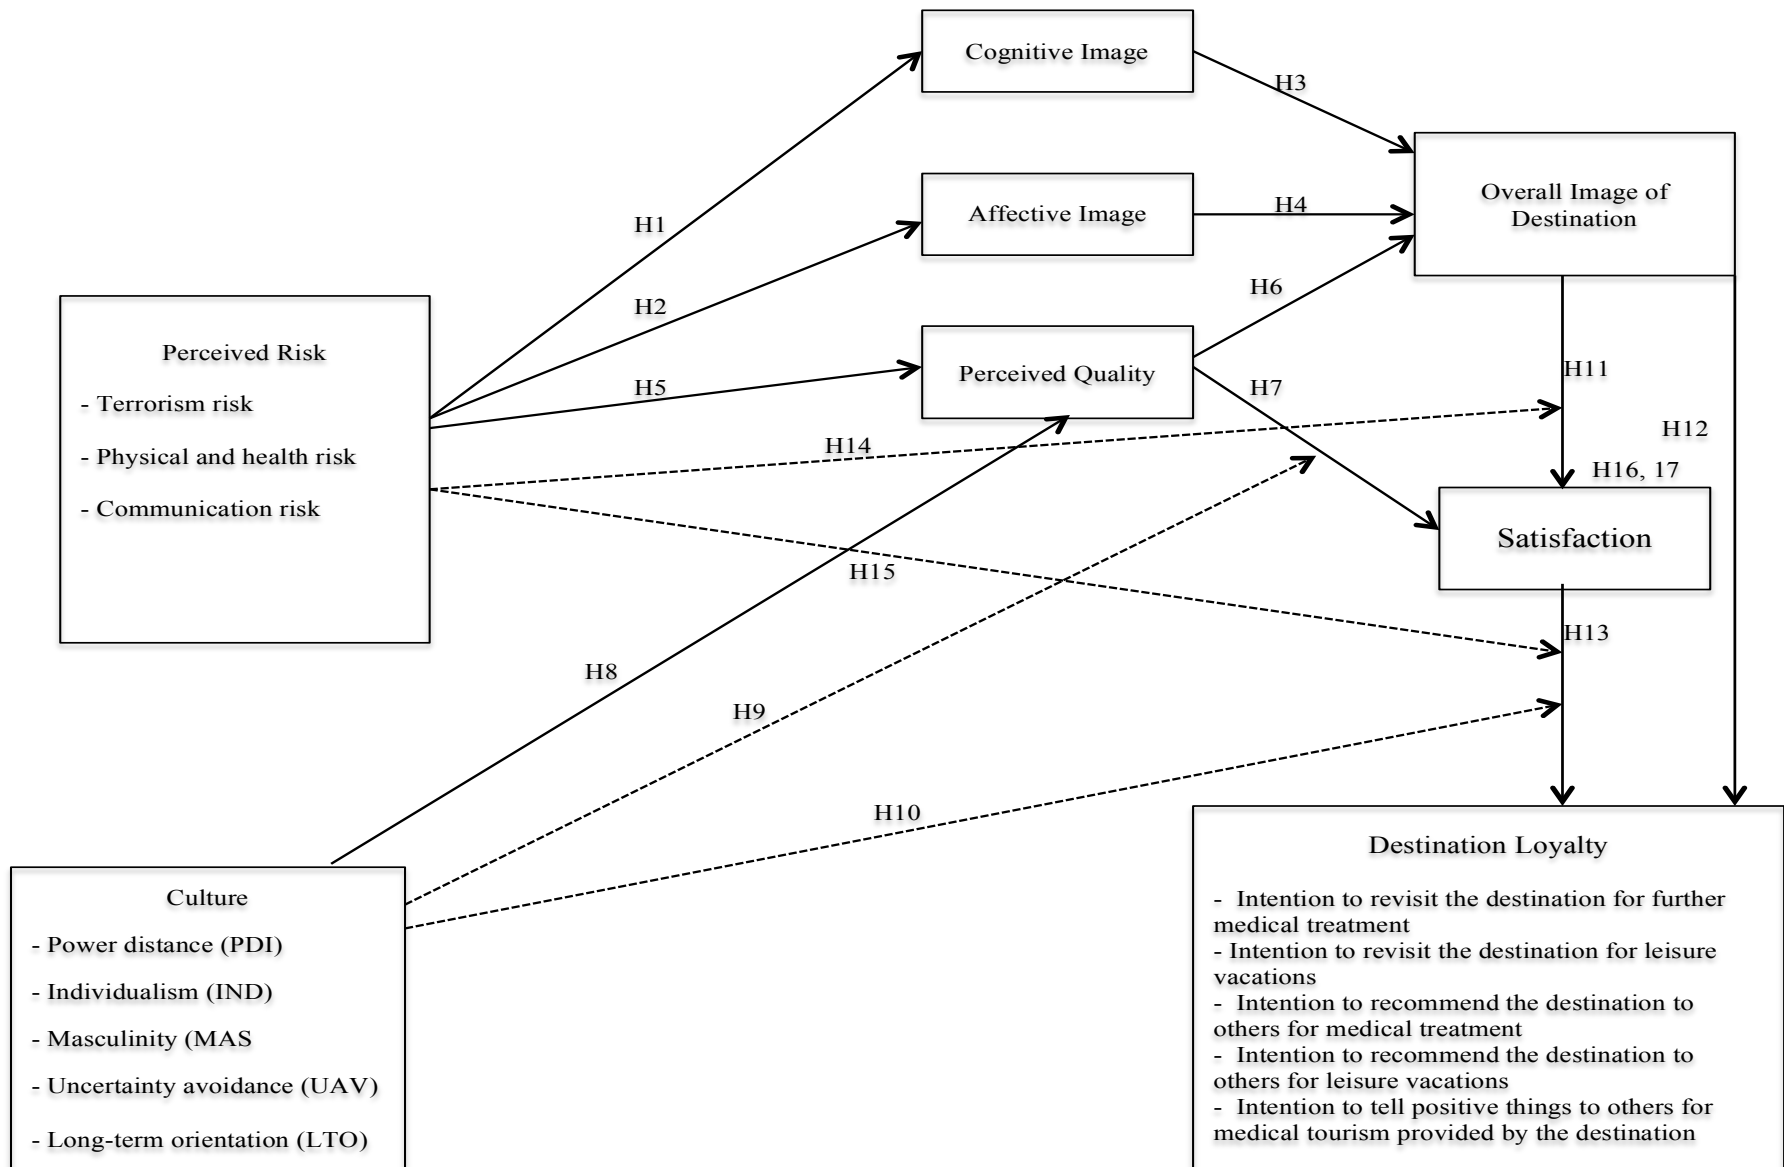 Cognitive Image
H3
Overall Image of
Destination
Affective Image
H4
H1
H2
H6
Perceived Risk
- Terrorism risk
- Physical and health risk
- Communication risk
H5
Perceived Quality
H7
H11
H12
H14
H16, 17
Satisfaction
H15
H13
H8
H9
H10
Culture
- Power distance (PDI)
- Individualism (IND)
- Masculinity (MAS
- Uncertainty avoidance (UAV)
- Long-term orientation (LTO)
Destination Loyalty
- Intention to revisit the destination for further
medical treatment
- Intention to revisit the destination for leisure
vacations
- Intention to recommend the destination to
others for medical treatment
- Intention to recommend the destination to
others for leisure vacations
- Intention to tell positive things to others for
medical tourism provided by the destination